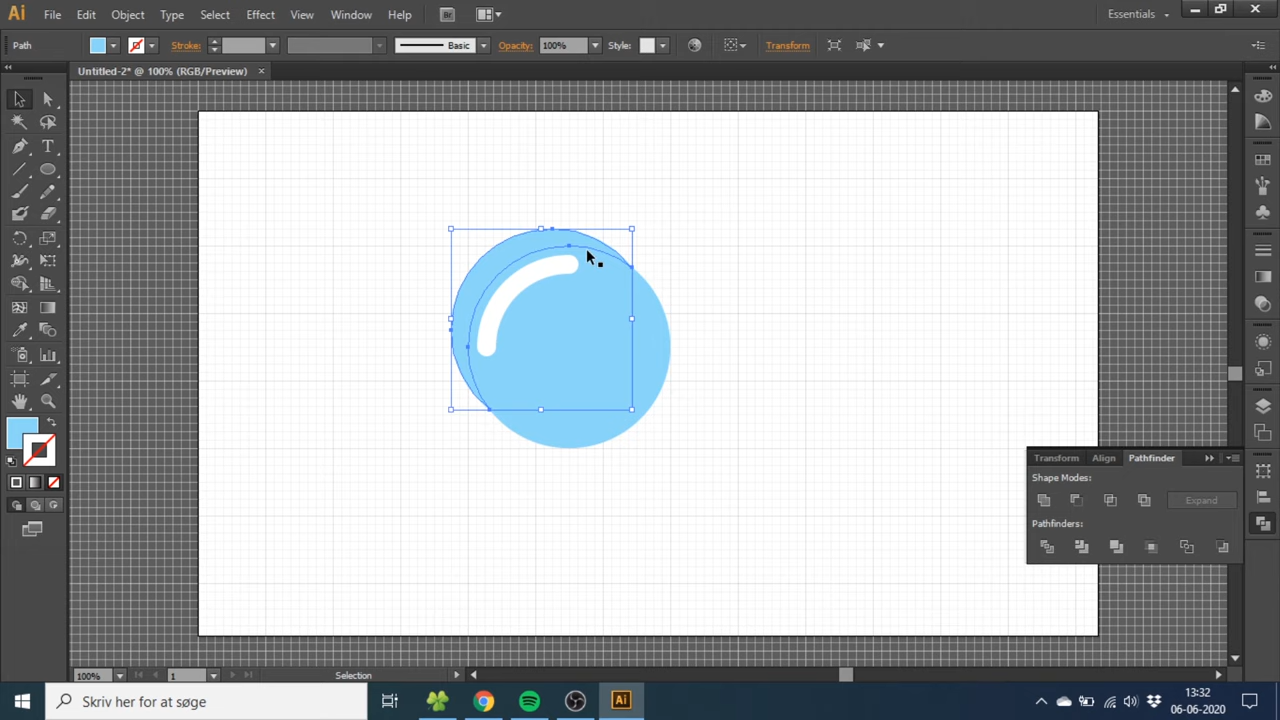 Ai File Edit Object Type Select Effect View Window Help Br Essentials
Path Stroke: Basic Opacity: 100% Style: Transform
Untitled-2* @ 100% (RGB/Preview)
Transform Align Pathfinder
Shape Modes:
Expand
Pathfinders:
100% 1 Selection
Skriv her for at søge Ai 13:32
06-06-2020